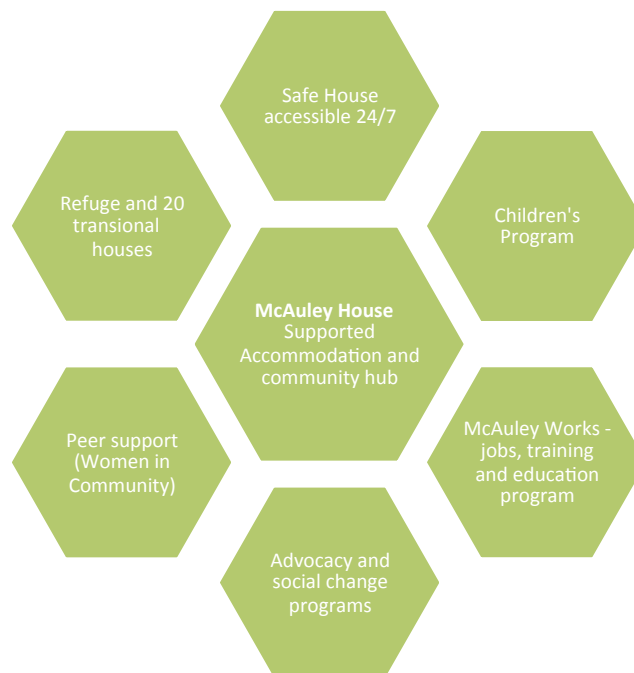 Safe House
accessible 24/7
Refuge and 20
transional
houses
Children's
Program
McAuley House
Supported
Accommodation and
community hub
Peer support
(Women in
Community)
McAuley Works -
jobs, training
and education
program
Advocacy and
social change
programs